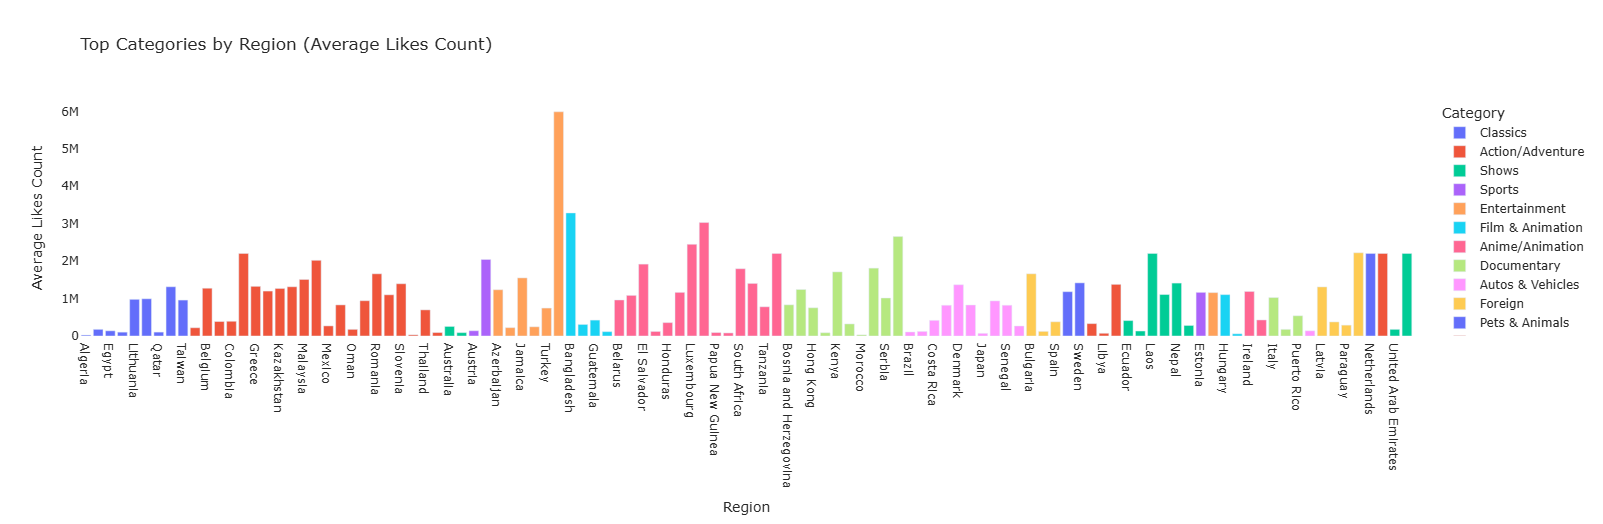 Top Categories by Region (Average Likes Count)
Average Likes Count
6M
5M
4M
3M
2M
1M
0
Algeria
Egypt
Lithuania
Qatar
Taiwan
Belgium
Colombia
Greece
Kazakhstan
Malaysia
Mexico
Oman
Romania
Slovenia
Thailand
Australia
Austria
Azerbaijan
Jamaica
Turkey
Bangladesh
Guatemala
Belarus
El Salvador
Honduras
Luxembourg
Papua New Guinea
South Africa
Tanzania
Bosnia and Herzegovina
Hong Kong
Kenya
Morocco
Serbia
Brazil
Costa Rica
Denmark
Japan
Senegal
Bulgaria
Spain
Sweden
Libya
Ecuador
Laos
Nepal
Estonia
Hungary
Ireland
Italy
Puerto Rico
Latvia
Paraguay
Netherlands
United Arab Emirates
Region
Category
Classics
Action/Adventure
Shows
Sports
Entertainment
Film & Animation
Anime/Animation
Documentary
Autos & Vehicles
Foreign
Pets & Animals